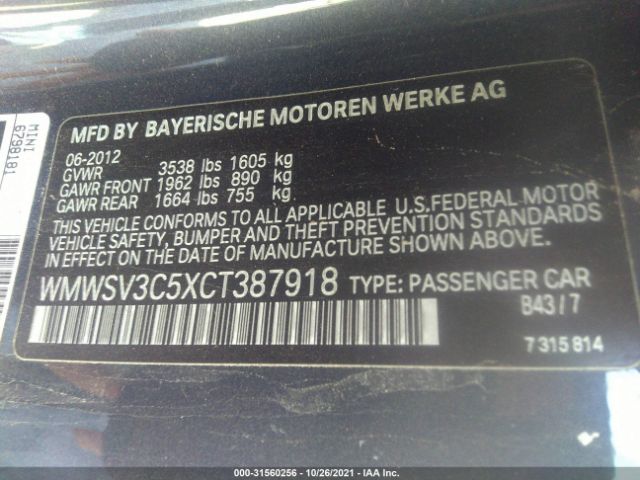 MFD BY BAYERISCHE MOTOREN WERKE AG
06-2012
GVWR 3538 lbs 1605 kg
GAWR FRONT 1962 lbs 890 kg
GAWR REAR 1664 lbs 755 kg
THIS VEHICLE CONFORMS TO ALL APPLICABLE U.S.FEDERAL MOTOR
VEHICLE SAFETY, BUMPER AND THEFT PREVENTION STANDARDS
IN EFFECT ON THE DATE OF MANUFACTURE SHOWN ABOVE.
WMWSV3C5XCT387918 TYPE: PASSENGER CAR
B43/7
7315814
MINI
6798181
000-31560256 - 10/26/2021 - IAA Inc.